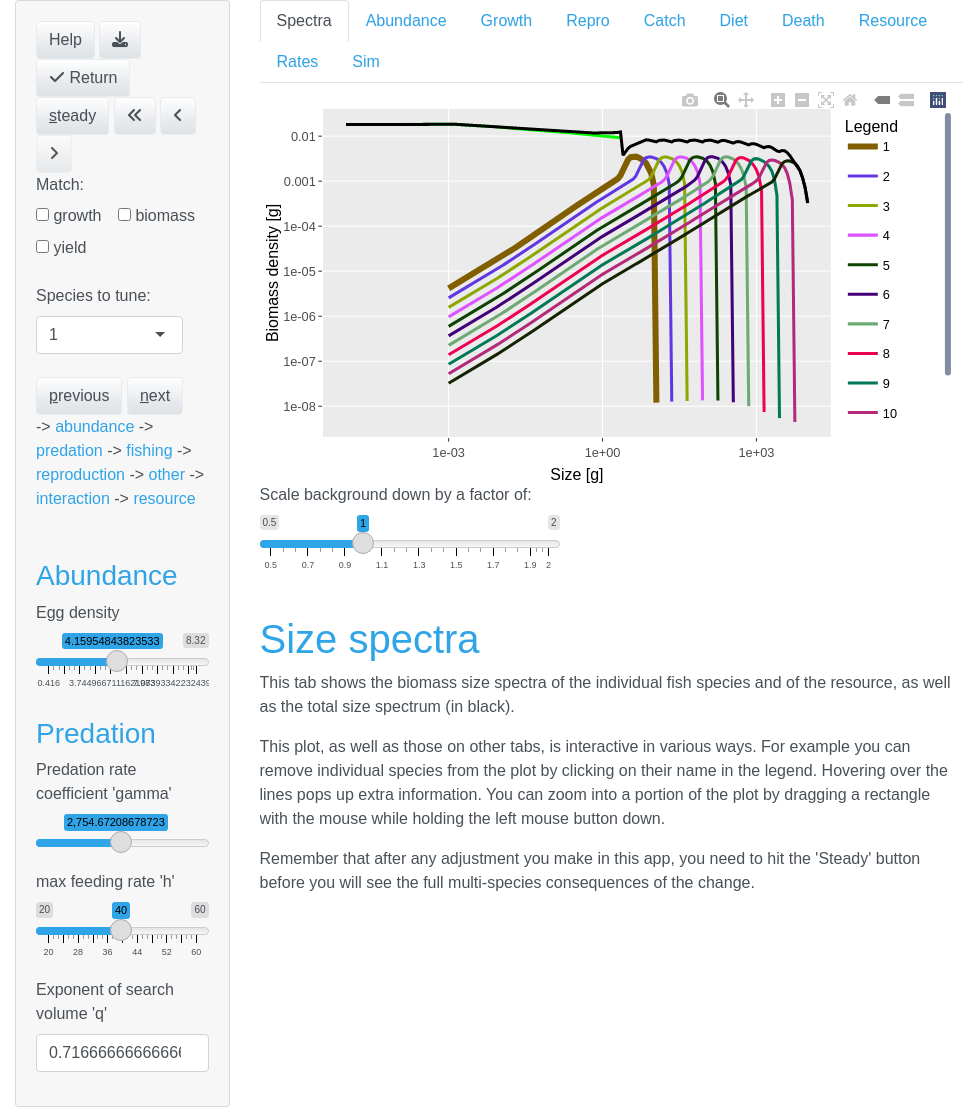 Help
Return
steady
Match:
growth biomass
yield
Species to tune:
1
previous next
-> abundance ->
predation -> fishing ->
reproduction -> other ->
interaction -> resource
Abundance
Egg density
4.15954843823533 8.32
0.416
Predation
Predation rate
coefficient 'gamma'
2,754.67208678723
max feeding rate 'h'
20 40 60
20 28 36 44 52 60
Exponent of search
volume 'q'
0.7166666666666
Spectra Abundance Growth Repro Catch Diet Death Resource
Rates Sim
Legend
1
2
3
4
5
6
7
8
9
10
Biomass density [g]
0.01
0.001
1e-04
1e-05
1e-06
1e-07
1e-08
1e-03 1e+00 1e+03
Size [g]
Scale background down by a factor of:
0.5 1 2
0.5 0.7 0.9 1.1 1.3 1.5 1.7 1.9 2
Size spectra
This tab shows the biomass size spectra of the individual fish species and of the resource, as well
as the total size spectrum (in black).
This plot, as well as those on other tabs, is interactive in various ways. For example you can
remove individual species from the plot by clicking on their name in the legend. Hovering over the
lines pops up extra information. You can zoom into a portion of the plot by dragging a rectangle
with the mouse while holding the left mouse button down.
Remember that after any adjustment you make in this app, you need to hit the 'Steady' button
before you will see the full multi-species consequences of the change.